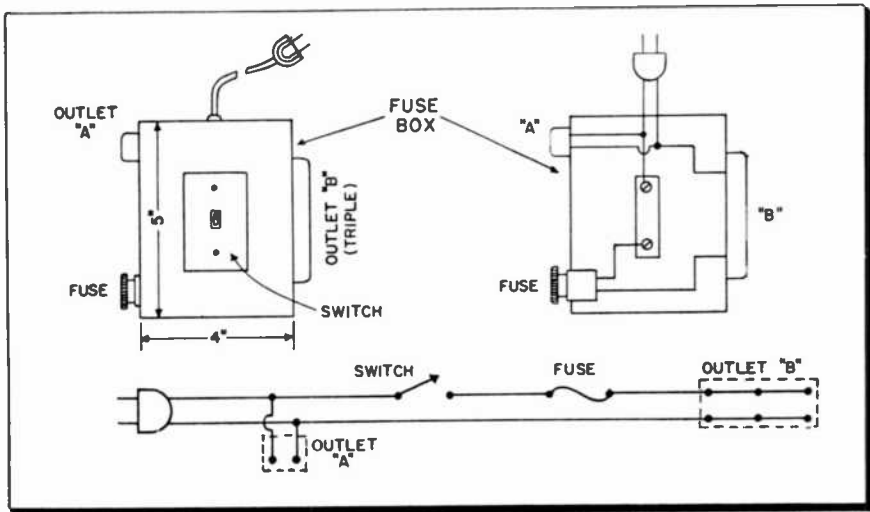 OUTLET
"A"
FUSE
BOX
5"
OUTLET "B"
(TRIPLE)
FUSE
SWITCH
4"
"A"
"B"
FUSE
SWITCH
FUSE
OUTLET "B"
OUTLET
"A"